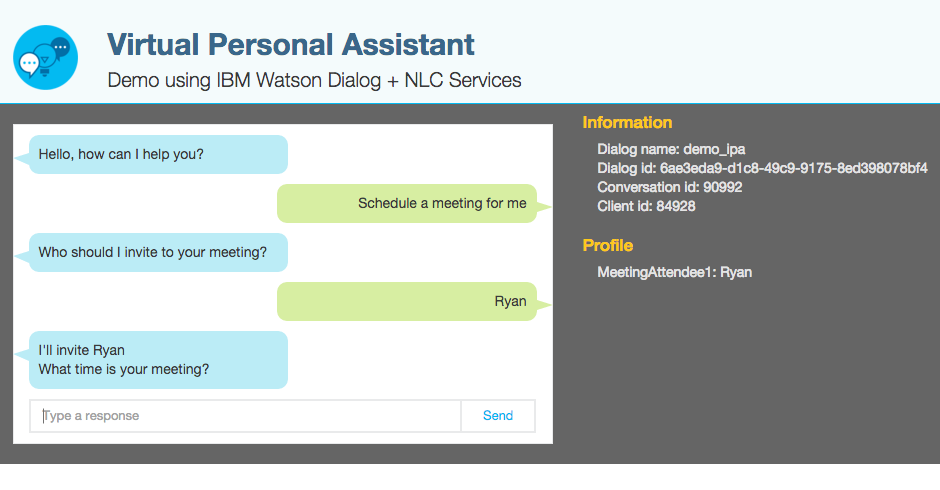 Virtual Personal Assistant
Demo using IBM Watson Dialog + NLC Services
Hello, how can I help you?
Schedule a meeting for me
Who should I invite to your meeting?
Ryan
I'll invite Ryan
What time is your meeting?
Type a response
Send
Information
Dialog name: demo_ipa
Dialog id: 6ae3eda9-d1c8-49c9-9175-8ed398078bf4
Conversation id: 90992
Client id: 84928
Profile
MeetingAttendee1: Ryan